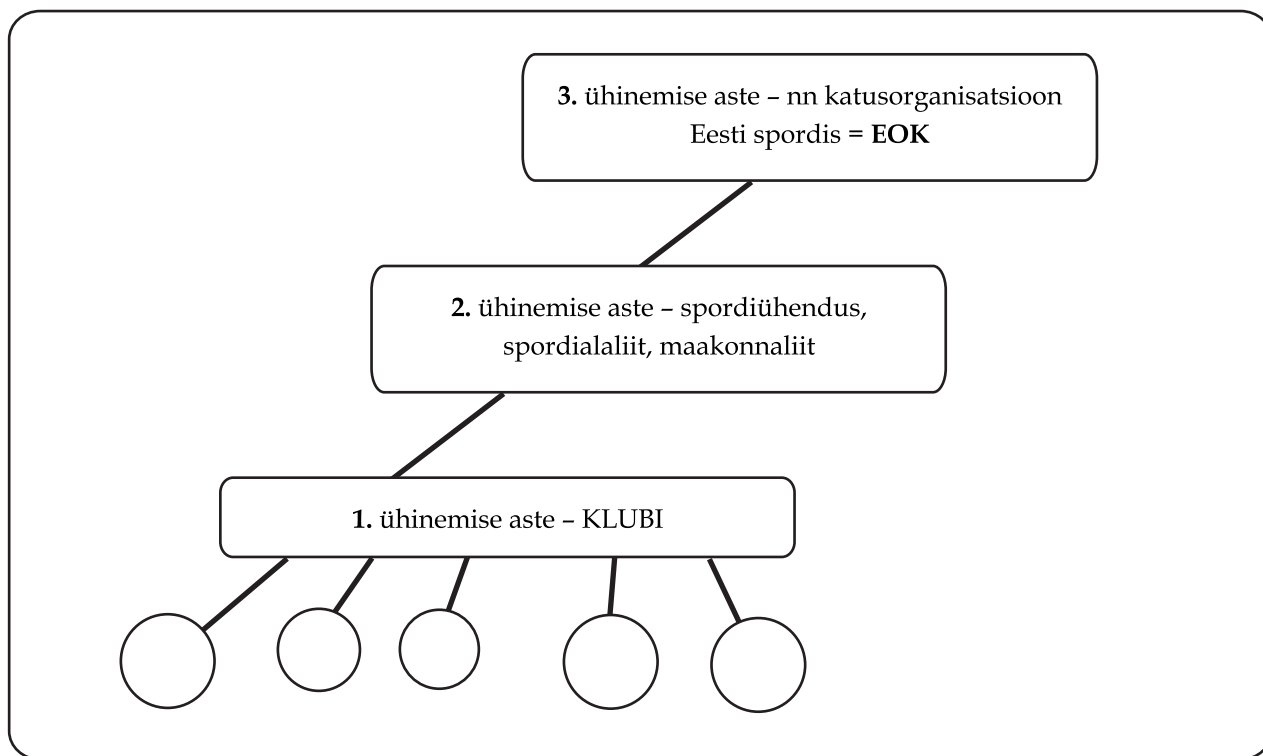 3. ühinemise aste – nn katusorganisatsioon
Eesti spordis = EOK
2. ühinemise aste – spordiühendus,
spordialaliit, maakonnaliit
1. ühinemise aste – KLUBI